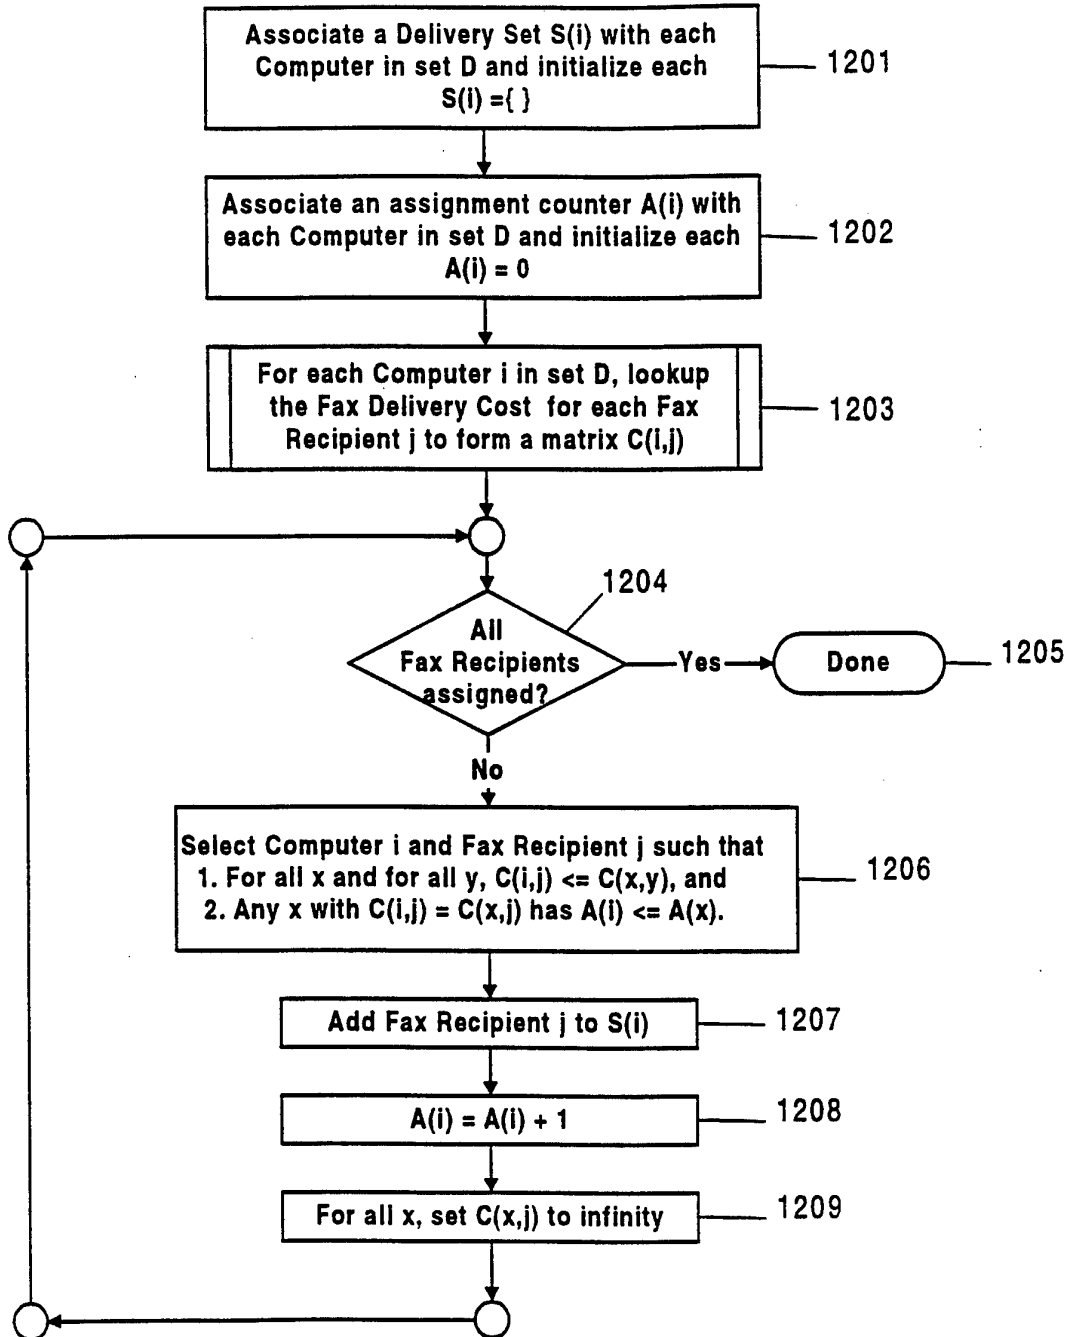 Associate a Delivery Set S(i) with each
Computer in set D and initialize each
S(i) ={ }
1201
Associate an assignment counter A(i) with
each Computer in set D and initialize each
A(i) = 0
1202
For each Computer i in set D, lookup
the Fax Delivery Cost for each Fax
Recipient j to form a matrix C(i,j)
1203
1204
All
Fax Recipients
assigned?
Yes
Done
1205
No
Select Computer i and Fax Recipient j such that
1. For all x and for all y, C(i,j) <= C(x,y), and
2. Any x with C(i,j) = C(x,j) has A(i) <= A(x).
1206
Add Fax Recipient j to S(i)
1207
A(i) = A(i) + 1
1208
For all x, set C(x,j) to infinity
1209